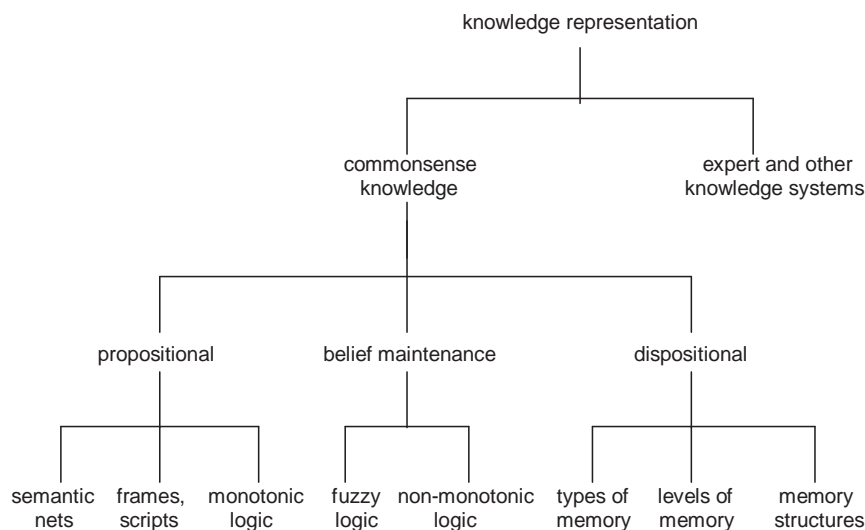 knowledge representation
commonsense
knowledge
expert and other
knowledge systems
propositional
belief maintenance
dispositional
semantic
nets
frames,
scripts
monotonic
logic
fuzzy
logic
non-monotonic
logic
types of
memory
levels of
memory
memory
structures